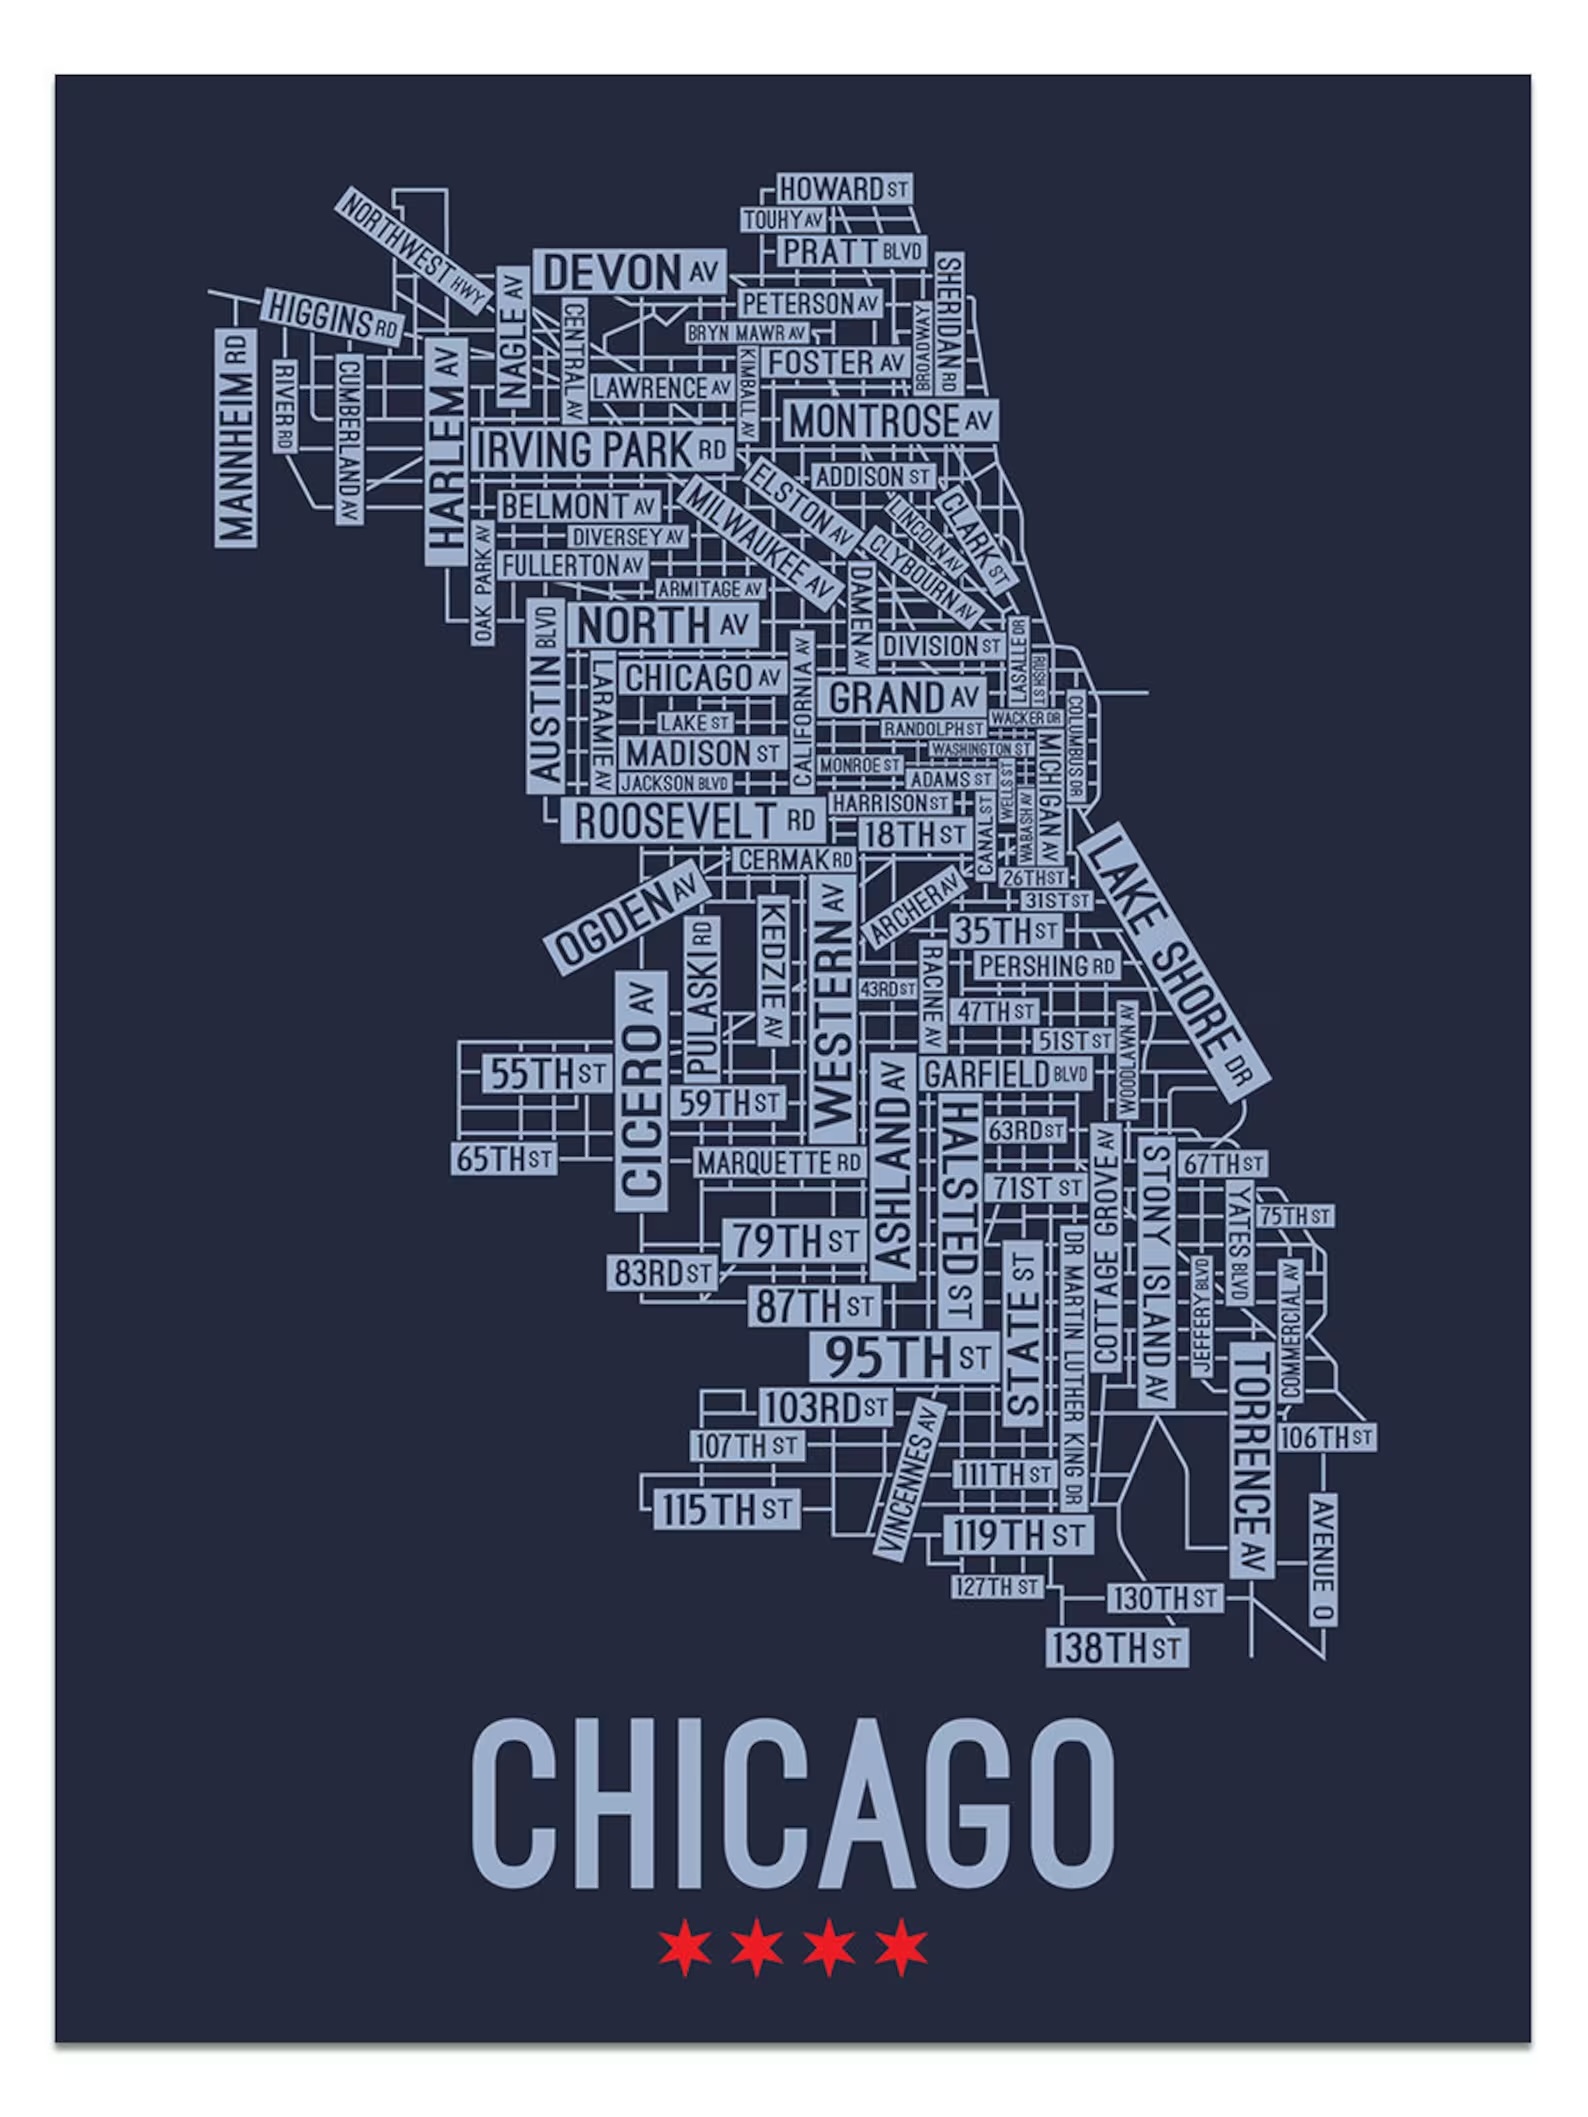 HOWARD ST
TOUHY AV
PRATT BLVD
NORTHWEST HWY
DEVON AV
SHERIDAN RD
NAGLE AV
PETERSON AV
HIGGINS RD
CENTRAL AV
BROADWAY
BRYN MAWR AV
MANNHEIM RD
HARLEM AV
KIMBALL AV
FOSTER AV
RIVER RD
CUMBERLAND AV
LAWRENCE AV
MONTROSE AV
IRVING PARK RD
ADDISON ST
ELSTON AV
MILWAUKEE AV
BELMONT AV
LINCOLN AV
CLARK ST
DIVERSEY AV
CLYBOURN AV
OAK PARK AV
FULLERTON AV
DAMEN AV
ARMITAGE AV
AUSTIN BLVD
NORTH AV
DIVISION ST
LASALLE DR
CALIFORNIA AV
LARAMIE AV
CHICAGO AV
RUSH ST
GRAND AV
COLUMBUS DR
WACKER DR
LAKE ST
RANDOLPH ST
MICHIGAN AV
MADISON ST
WASHINGTON ST
MONROE ST
WELLS ST
JACKSON BLVD
ADAMS ST
HARRISON ST
WABASH AV
CANAL ST
ROOSEVELT RD
18TH ST
LAKE SHORE DR
CERMAK RD
OGDEN AV
WESTERN AV
ARCHER AV
26TH ST
31ST ST
KEDZIE AV
35TH ST
PULASKI RD
RACINE AV
PERSHING RD
CICERO AV
43RD ST
47TH ST
WOODLAWN AV
51ST ST
55TH ST
ASHLAND AV
GARFIELD BLVD
59TH ST
HALSTED ST
63RD ST
COTTAGE GROVE AV
STONY ISLAND AV
65TH ST
MARQUETTE RD
67TH ST
71ST ST
YATES BLVD
75TH ST
79TH ST
DR MARTIN LUTHER KING DR
STATE ST
83RD ST
JEFFERY BLVD
COMMERCIAL AV
87TH ST
95TH ST
TORRENCE AV
103RD ST
VINCENNES AV
106TH ST
107TH ST
111TH ST
115TH ST
AVENUE O
119TH ST
127TH ST
130TH ST
138TH ST
CHICAGO